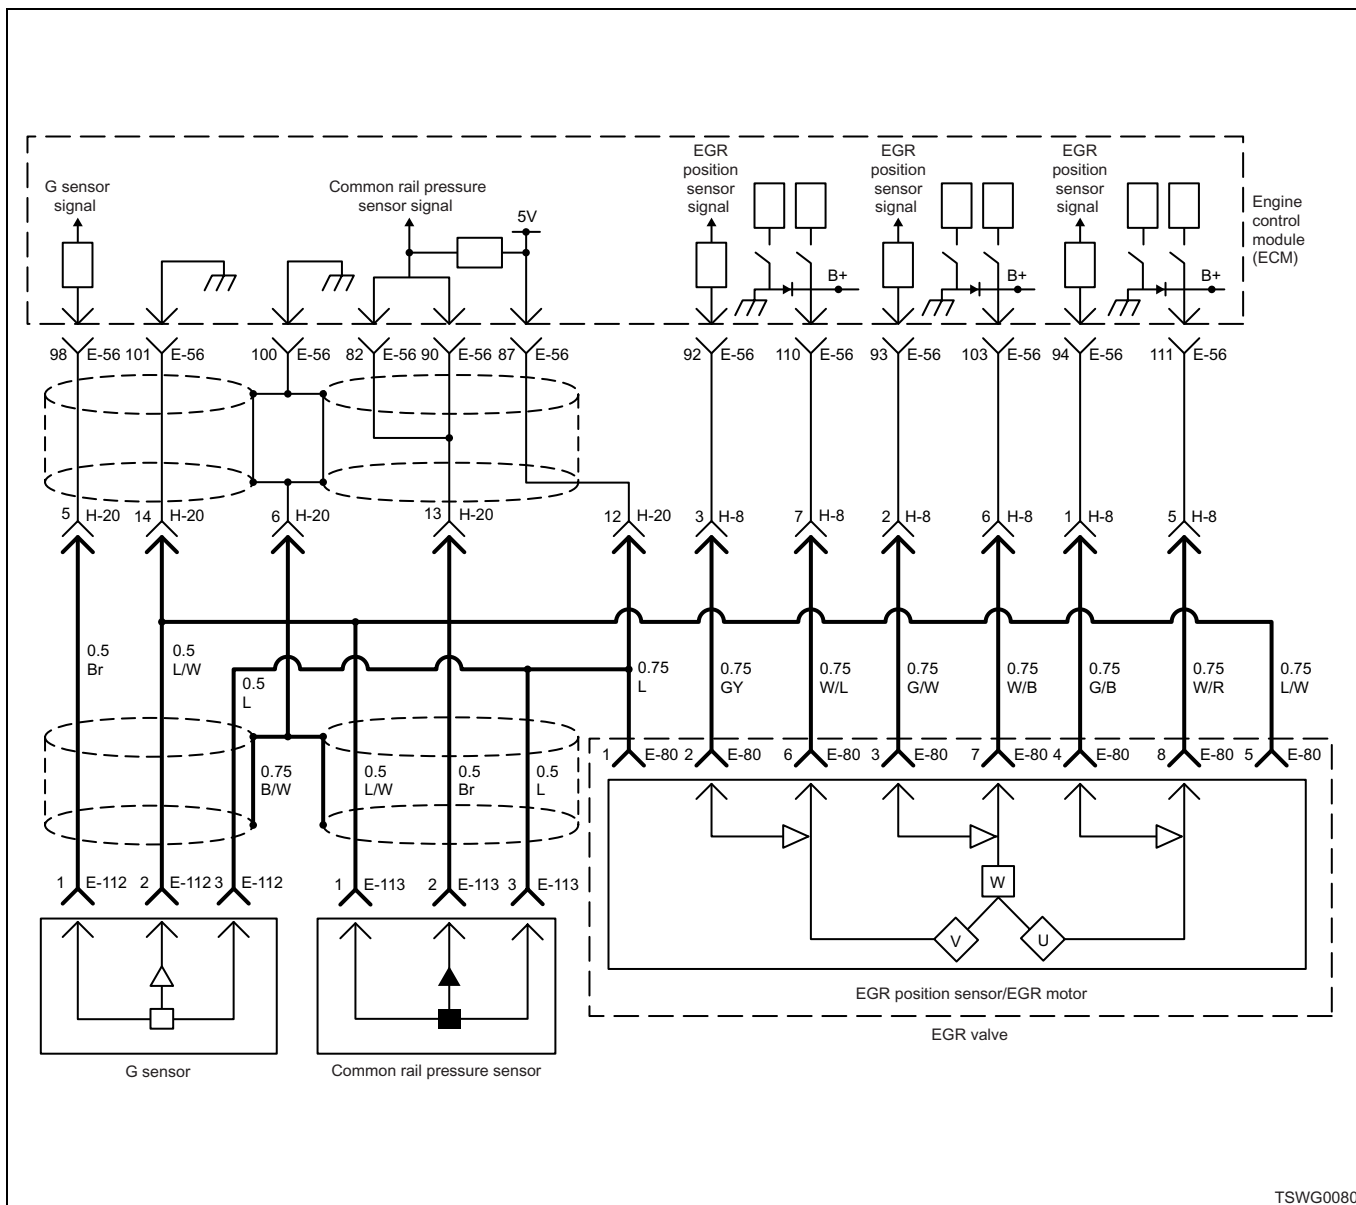 G sensor
signal
Common rail pressure
sensor signal
5V
EGR
position
sensor
signal
B+
EGR
position
sensor
signal
B+
EGR
position
sensor
signal
B+
Engine
control
module
(ECM)
98 E-56 101 E-56 100 E-56 82 E-56 90 E-56 87 E-56 92 E-56 110 E-56 93 E-56 103 E-56 94 E-56 111 E-56
5 H-20 14 H-20 6 H-20 13 H-20 12 H-20 3 H-8 7 H-8 2 H-8 6 H-8 1 H-8 5 H-8
0.5
Br
0.5
L/W
0.5
L
0.75
L
0.75
GY
0.75
W/L
0.75
G/W
0.75
W/B
0.75
G/B
0.75
W/R
0.75
L/W
1 E-80 2 E-80 6 E-80 3 E-80 7 E-80 4 E-80 8 E-80 5 E-80
0.75
B/W
0.5
L/W
0.5
Br
0.5
L
1 E-112 2 E-112 3 E-112 1 E-113 2 E-113 3 E-113
W
V
U
EGR position sensor/EGR motor
EGR valve
G sensor
Common rail pressure sensor
TSWG0080